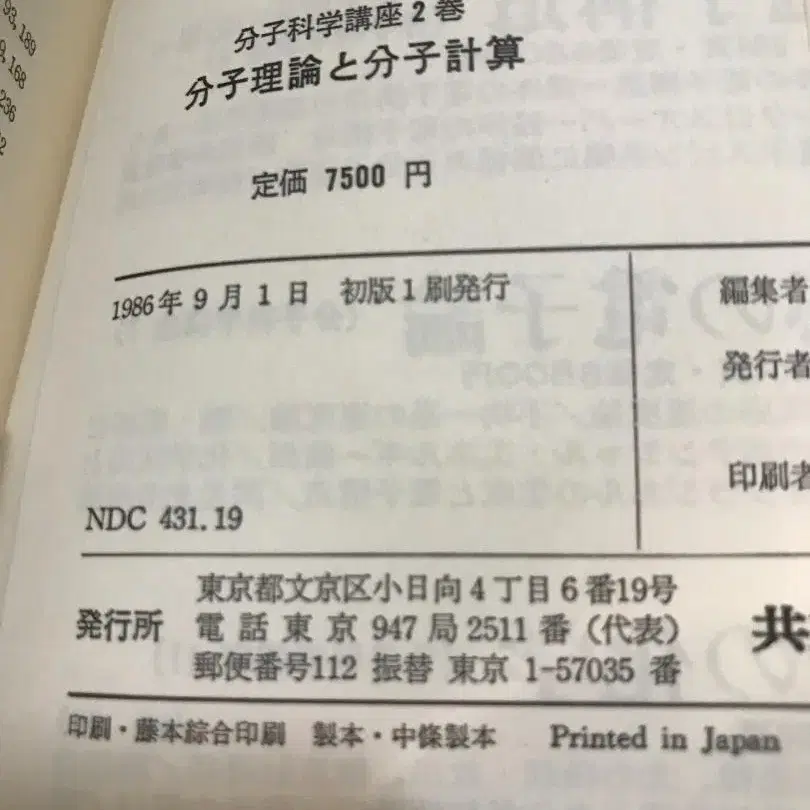 93, 189
168
236
分子科学講座2巻
分子理論と分子計算
定価 7500 円
1986年9月1日 初版1刷発行
編集者
発行者
印刷者
NDC 431.19
発行所
東京都文京区小日向4丁目6番19号
電話東京 947 局 2511 番（代表）
郵便番号112 振替 東京 1-57035 番
共
印刷・藤本綜合印刷 製本・中條製本 Printed in Japan